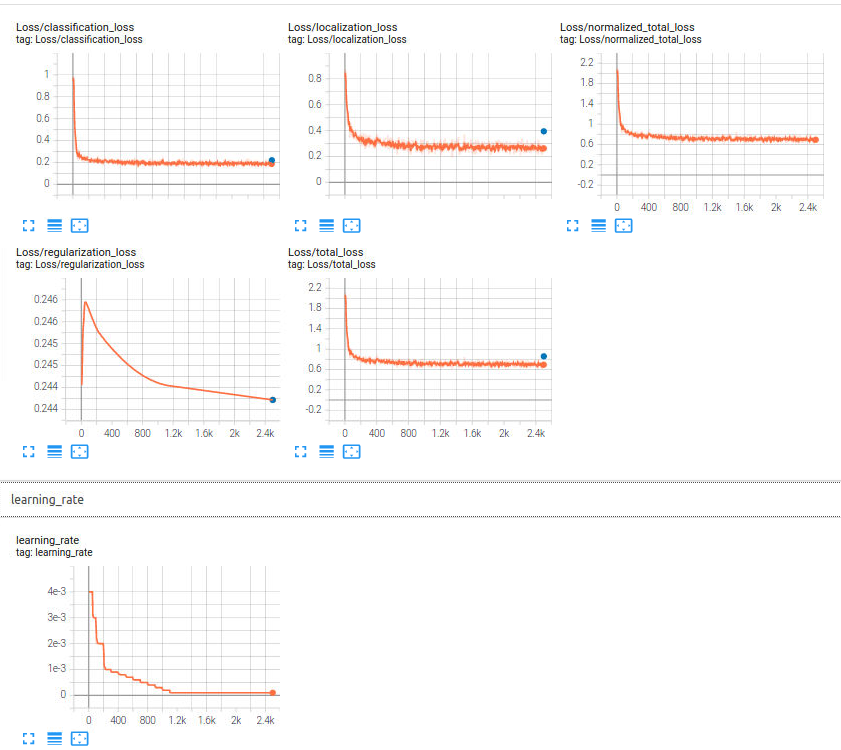 Loss/classification_loss
tag: Loss/classification_loss
1
0.8
0.6
0.4
0.2
0
Loss/localization_loss
tag: Loss/localization_loss
0.8
0.6
0.4
0.2
0
Loss/normalized_total_loss
tag: Loss/normalized_total_loss
2.2
1.8
1.4
1
0.6
0.2
-0.2
0 400 800 1.2k 1.6k 2k 2.4k
Loss/regularization_loss
tag: Loss/regularization_loss
0.246
0.246
0.245
0.245
0.244
0.244
0 400 800 1.2k 1.6k 2k 2.4k
Loss/total_loss
tag: Loss/total_loss
2.2
1.8
1.4
1
0.6
0.2
-0.2
0 400 800 1.2k 1.6k 2k 2.4k
learning_rate
learning_rate
tag: learning_rate
4e-3
3e-3
2e-3
1e-3
0
0 400 800 1.2k 1.6k 2k 2.4k